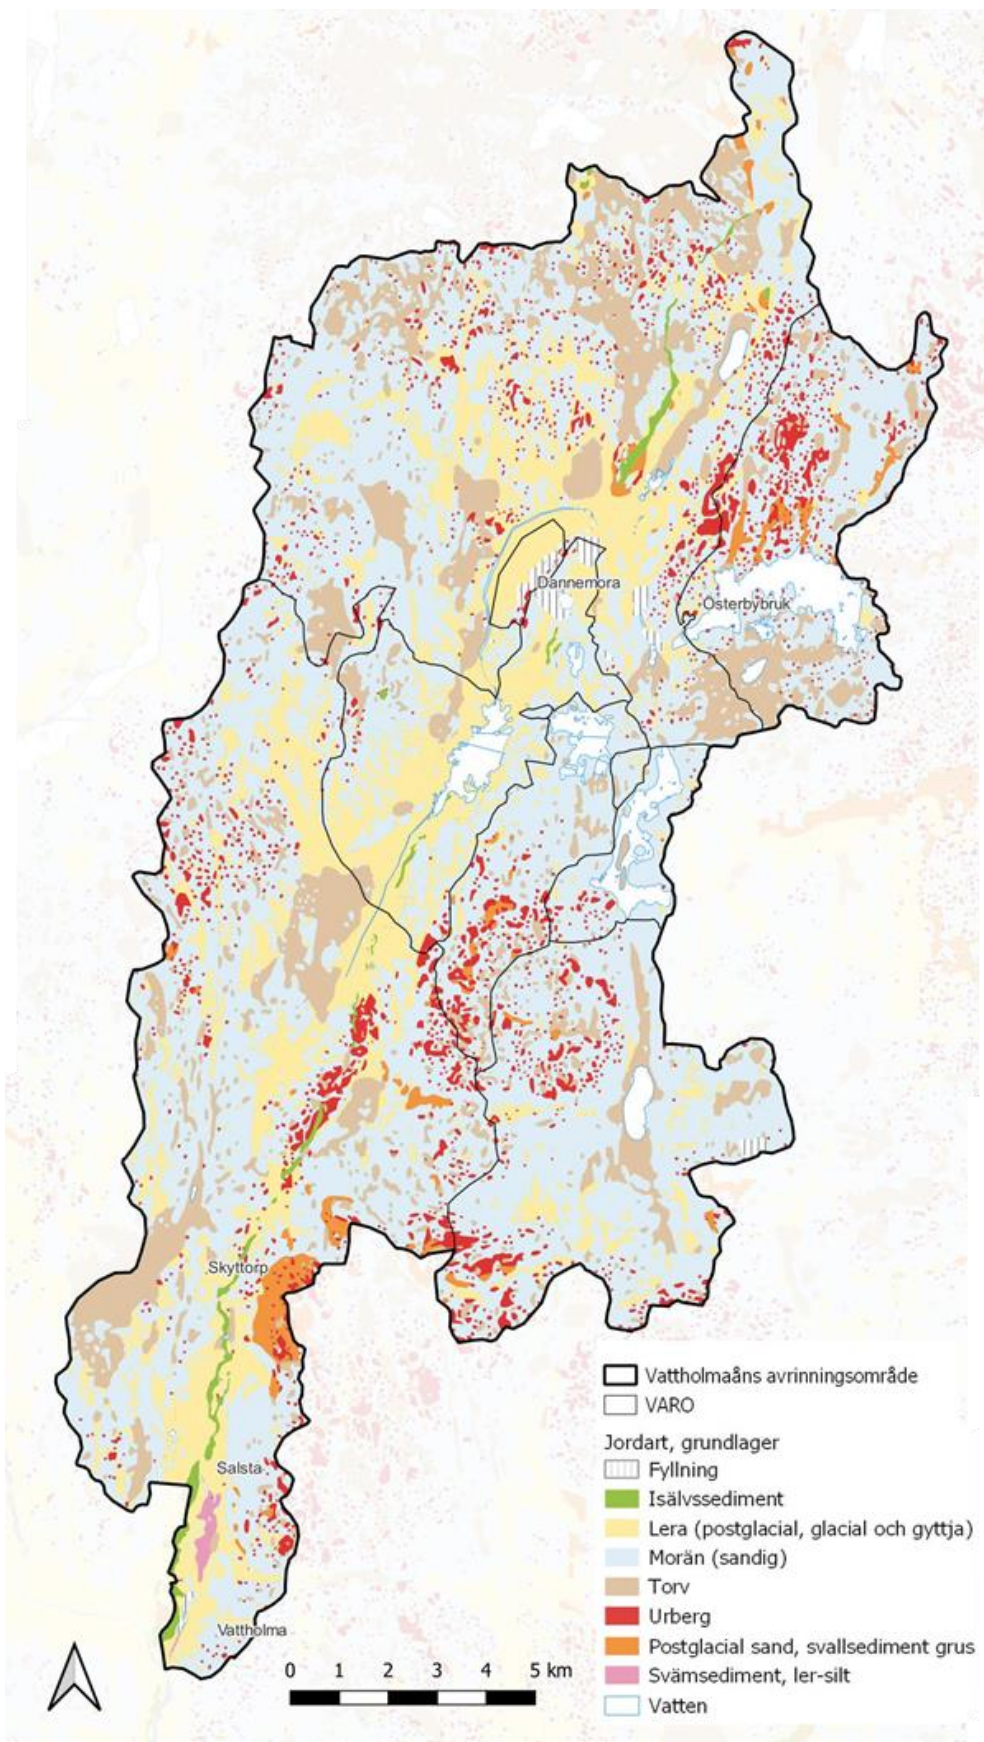 Dannemora
Österbybruk
Skyttorp
Salsta
Vattholma
Vattholmaåns avrinningsområde
VARO
Jordart, grundlager
Fyllning
Isälvssediment
Lera (postglacial, glacial och gyttja)
Morän (sandig)
Torv
Urberg
Postglacial sand, svallsediment grus
Svämsediment, ler-silt
Vatten
0 1 2 3 4 5 km